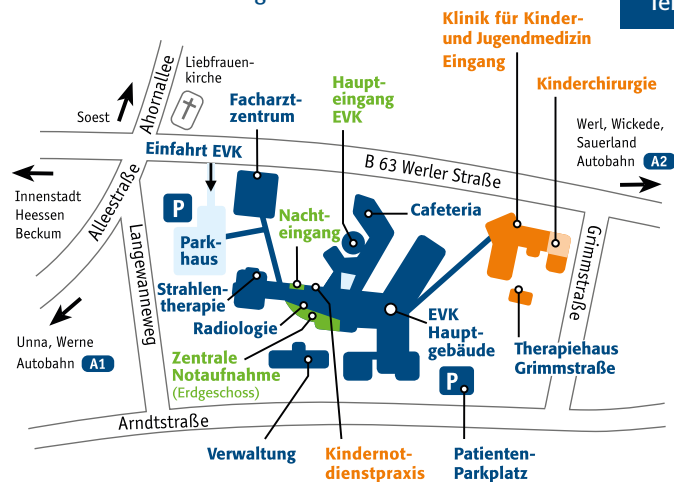 Klinik für Kinder-
und Jugendmedizin
Eingang
Kinderchirurgie
Liebfrauen-
kirche
Ahornallee
Soest
Facharzt-
zentrum
Haupt-
eingang
EVK
Werl, Wickede,
Sauerland
Autobahn A2
Einfahrt EVK
B 63 Werler Straße
Innenstadt
Heessen
Beckum
Alleestraße
P
Nacht-
eingang
Cafeteria
Park-
haus
Langewanneweg
Grimmstraße
Strahlen-
therapie
Radiologie
EVK
Haupt-
gebäude
Unna, Werne
Autobahn A1
Zentrale
Notaufnahme
(Erdgeschoss)
Therapiehaus
Grimmstraße
P
Arndtstraße
Verwaltung
Kindernot-
dienstpraxis
Patienten-
Parkplatz